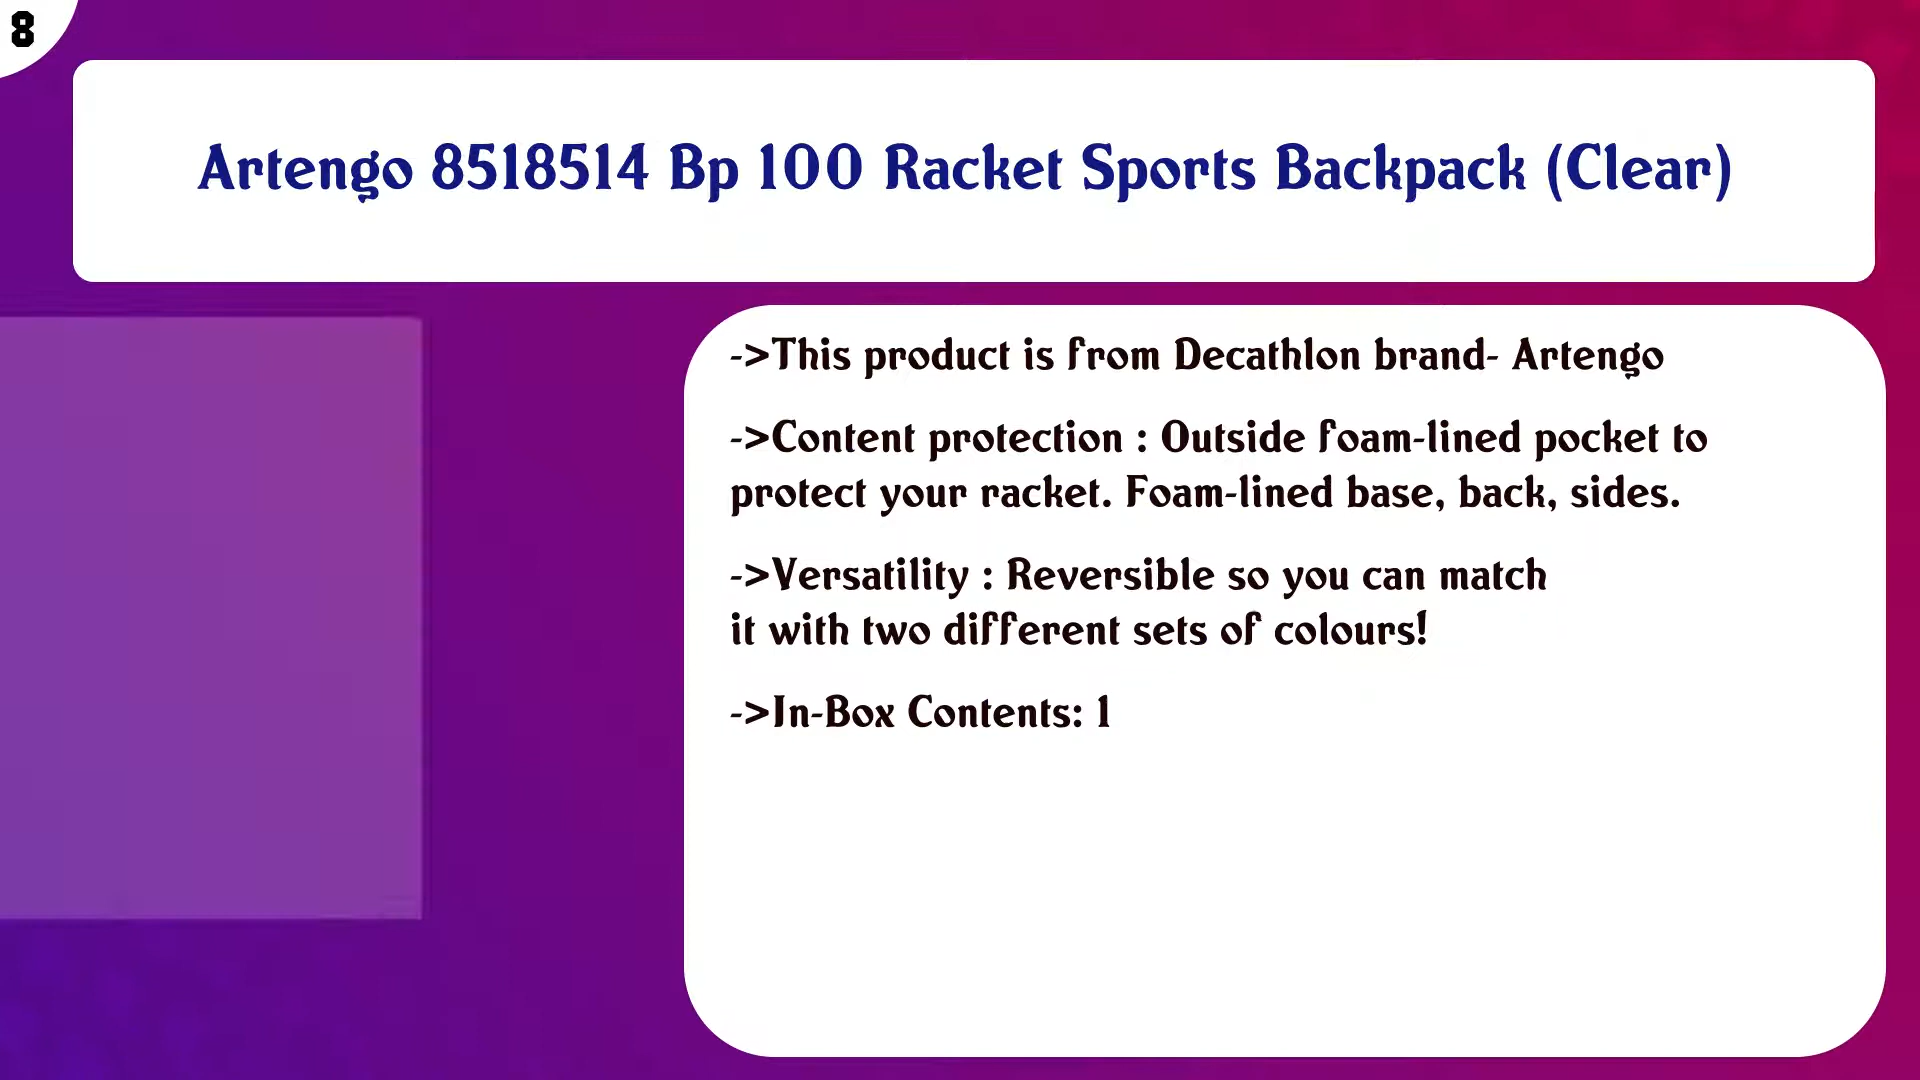 8
Artengo 8518514 Bp 100 Racket Sports Backpack (Clear)
->This product is from Decathlon brand- Artengo
->Content protection : Outside foam-lined pocket to
protect your racket. Foam-lined base, back, sides.
->Versatility : Reversible so you can match
it with two different sets of colours!
->In-Box Contents: 1